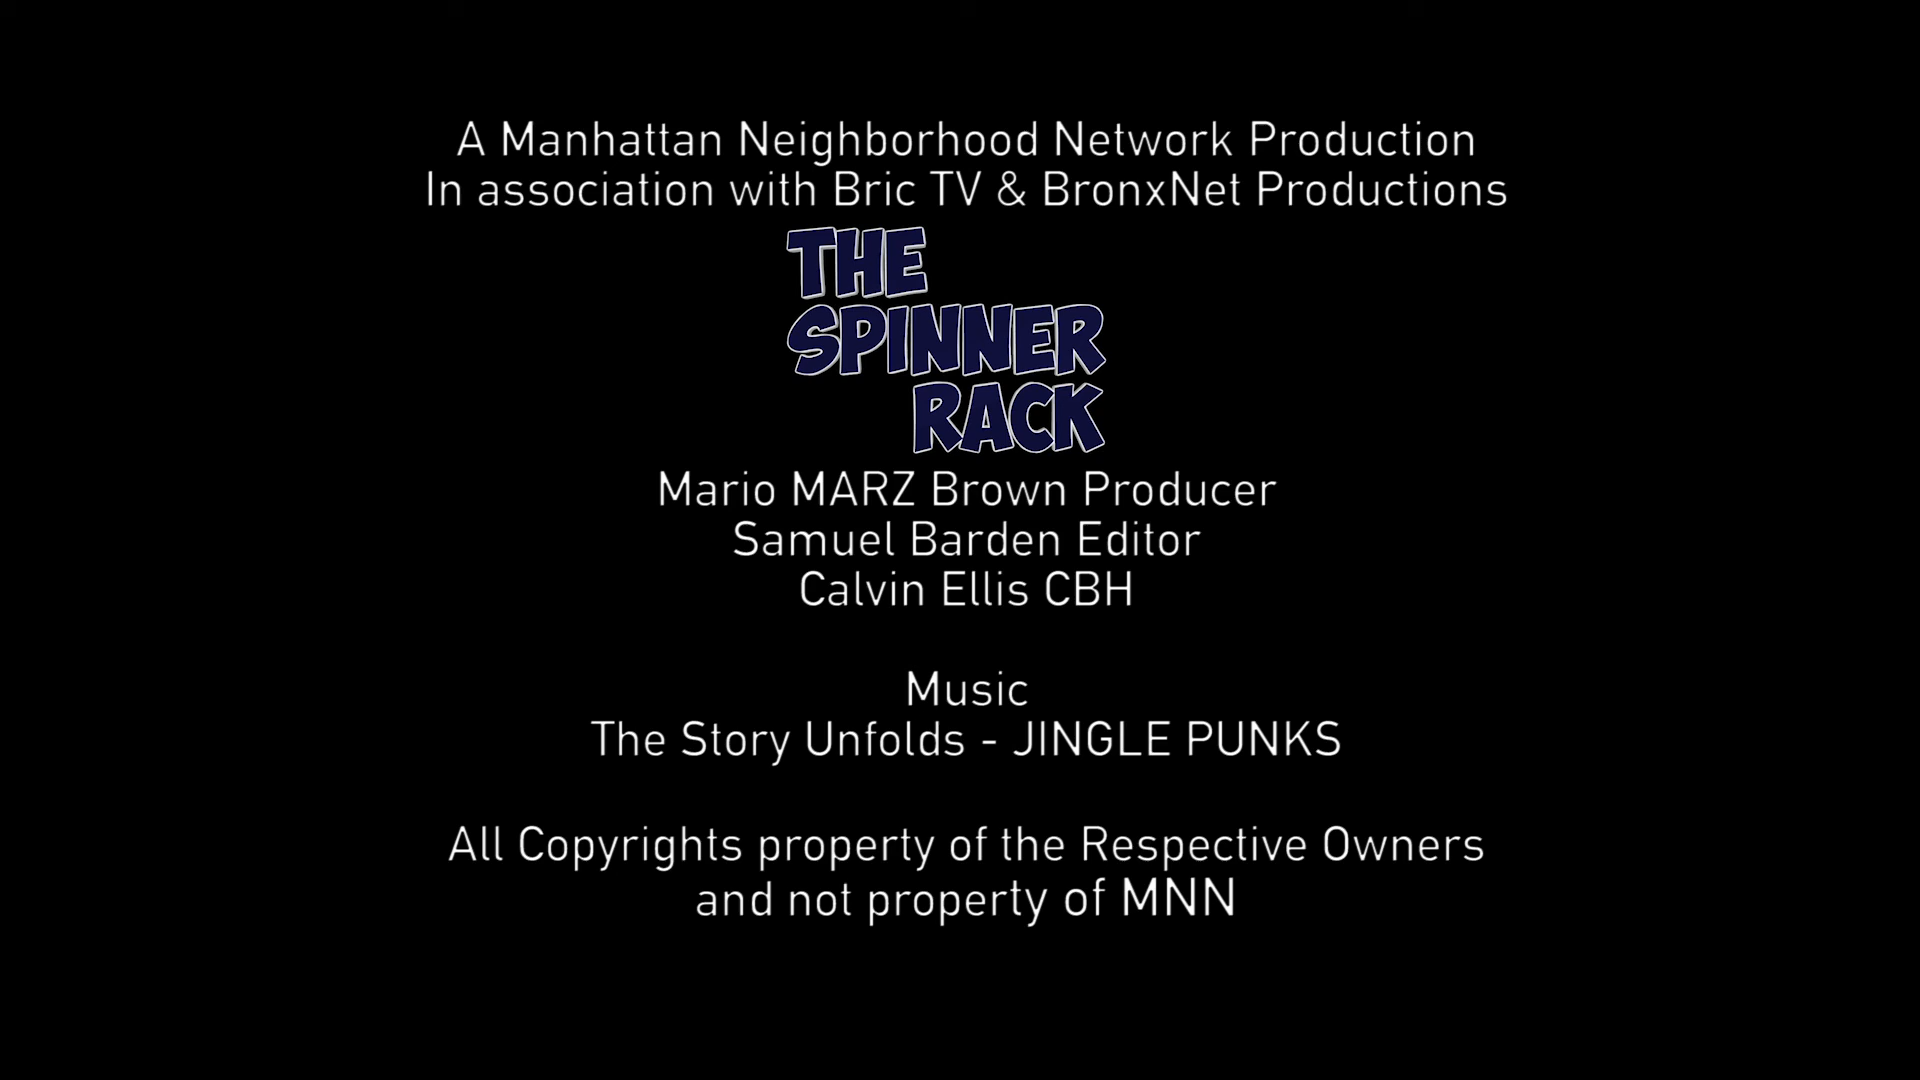 A Manhattan Neighborhood Network Production
In association with Bric TV & BronxNet Productions
THE
SPINNER
RACK
Mario MARZ Brown Producer
Samuel Barden Editor
Calvin Ellis CBH
Music
The Story Unfolds - JINGLE PUNKS
All Copyrights property of the Respective Owners
and not property of MNN